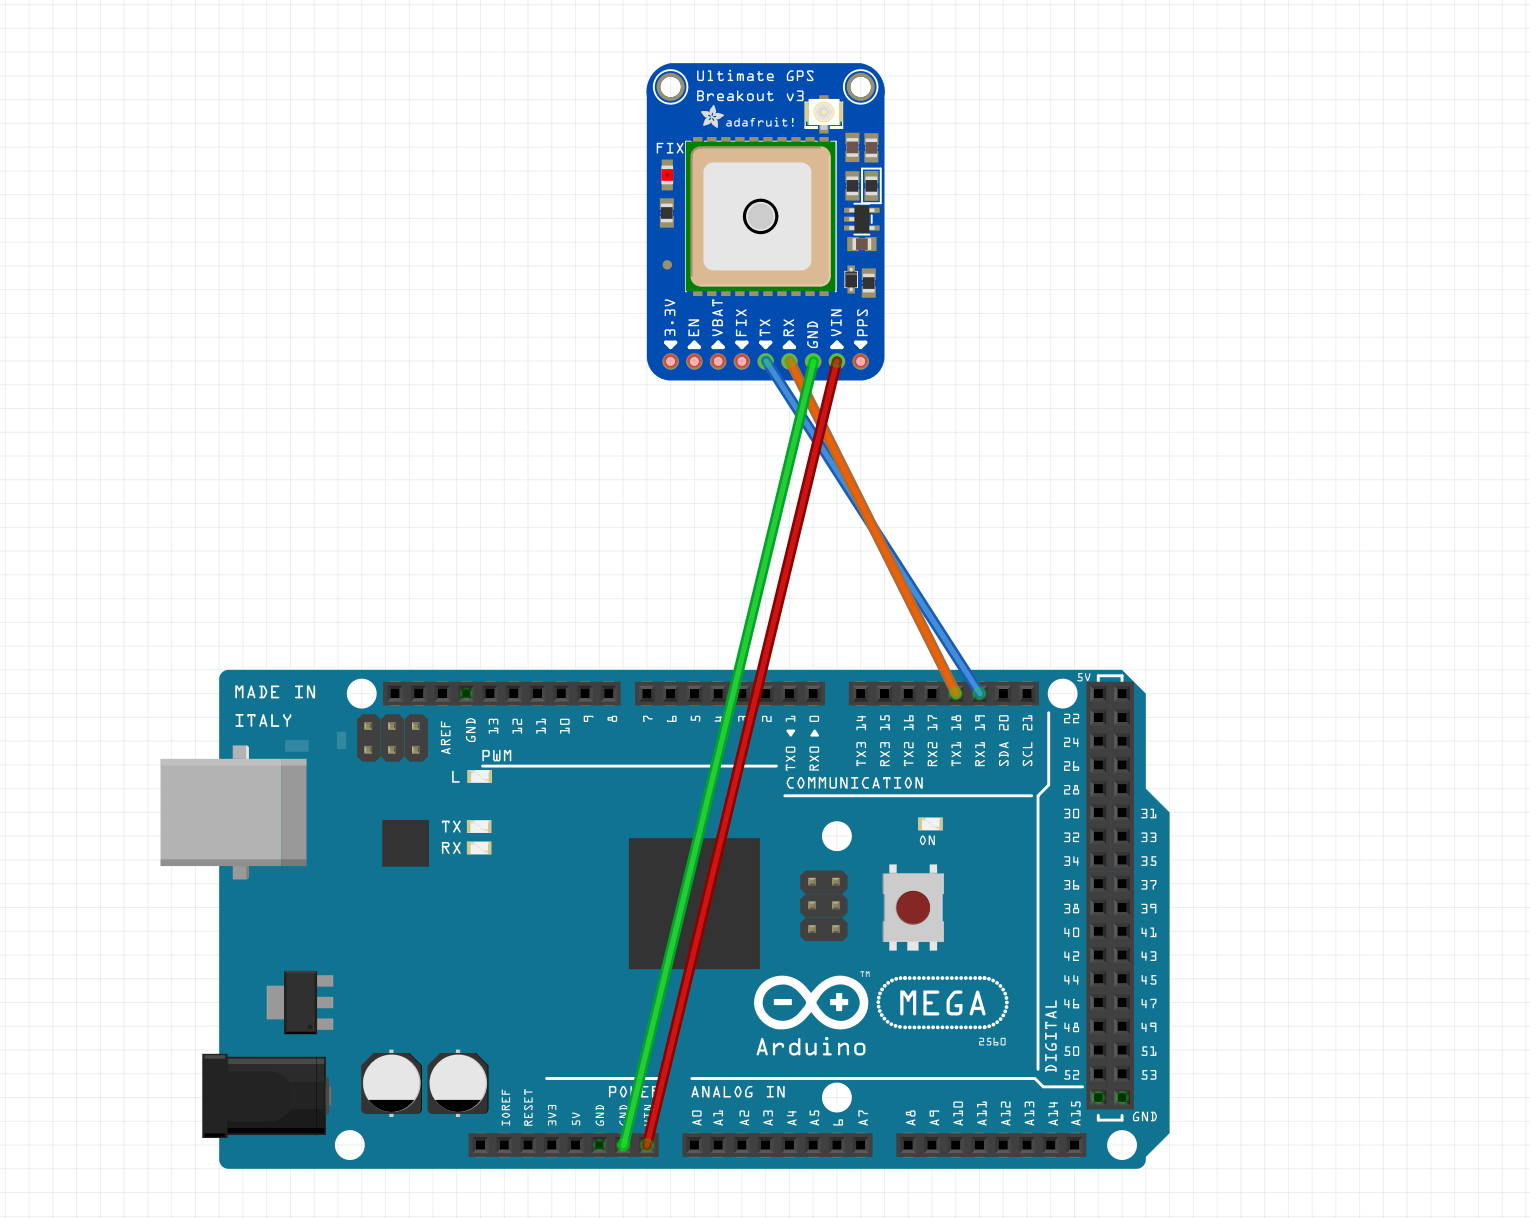 Ultimate GPS
Breakout v3
adafruit!
FIX
3.3V EN VBAT FIX TX RX GND VIN PPS
MADE IN
ITALY
5V
AREF GND 13 12 11 10 9 8 7 6 5 4 3 2 1 0
TX0 RX0
TX3 14 RX3 15 TX2 16 RX2 17 TX1 18 RX1 19 SDA 20 SCL 21
PWM
L
COMMUNICATION
TX
RX
ON
22
24
26
28
30 31
32 33
34 35
36 37
38 39
40 41
42 43
44 45
46 47
48 49
50 51
52 53
DIGITAL
GND
TM
MEGA
2560
Arduino
POWER
ANALOG IN
IOREF RESET 3V3 5V GND GND VIN
A0 A1 A2 A3 A4 A5 6 A7
A8 A9 A10 A11 A12 A13 A14 A15